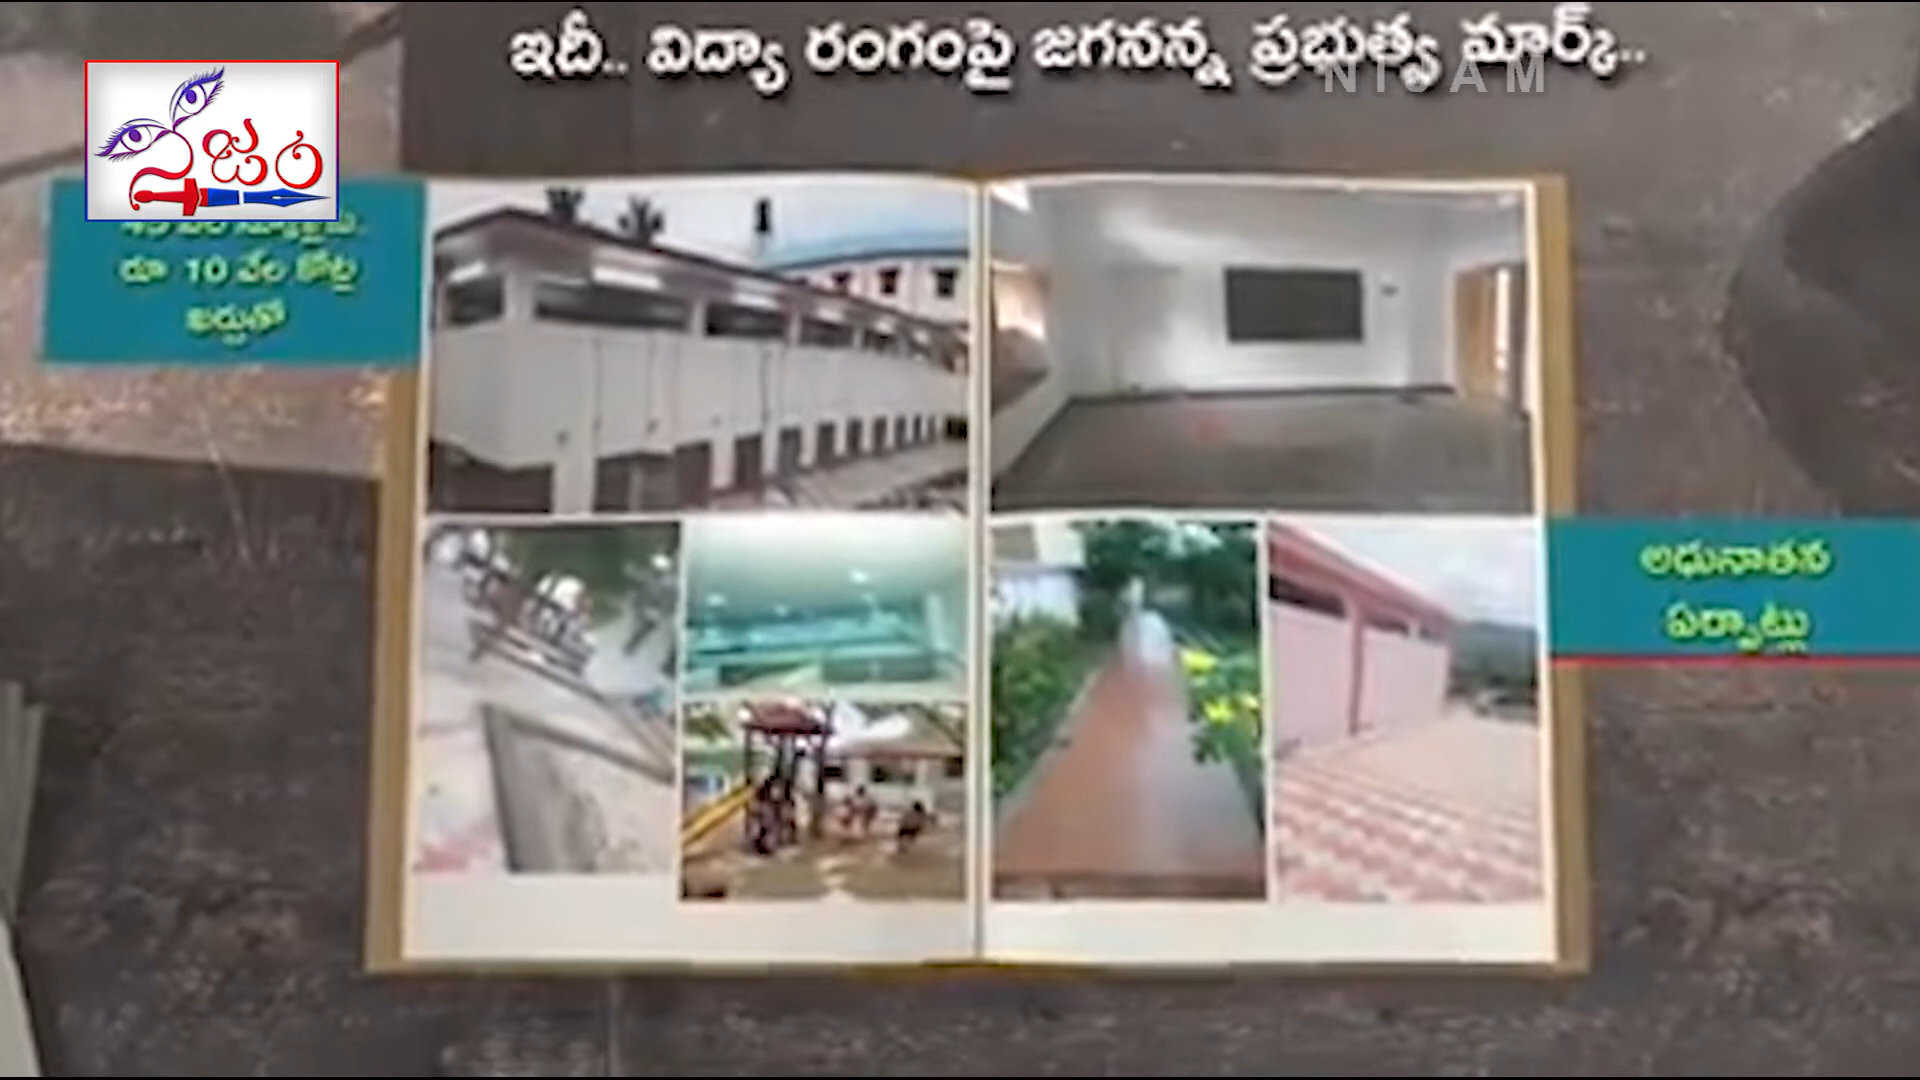 ఇదీ.. విద్యా రంగంపై జగనన్న ప్రభుత్వ మార్క్..
NIJAM
నిజం
రూ 10 వేల కోట్ల
ఖర్చుతో
అధునాతన
ఏర్పాట్లు